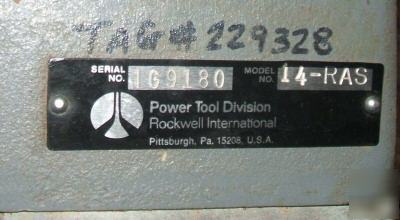 TAG # 229328
SERIAL NO. 1G9180 MODEL NO. 14-RAS
Power Tool Division
Rockwell International
Pittsburgh, Pa. 15208, U.S.A.